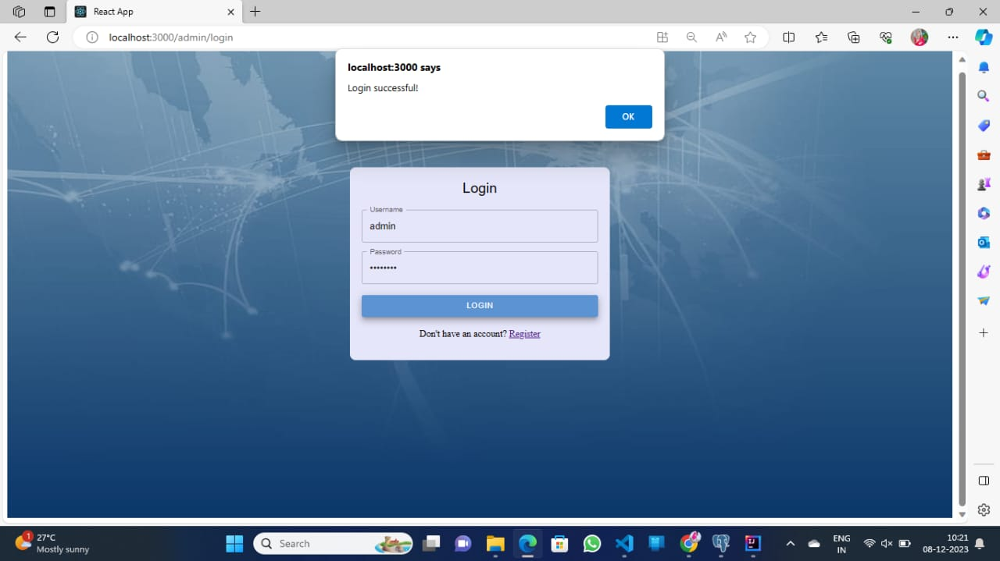 React App
localhost:3000/admin/login
localhost:3000 says
Login successful!
OK
Login
Username
admin
Password
••••••••
LOGIN
Don't have an account? Register
1
27°C
Mostly sunny
Search
ENG
IN
10:21
08-12-2023